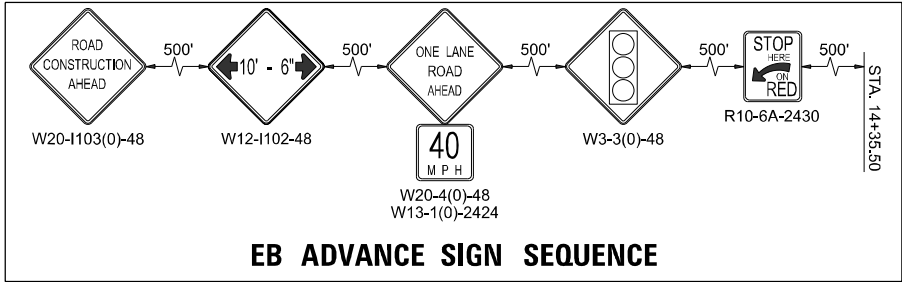 ROAD
CONSTRUCTION
AHEAD
W20-I103(0)-48
500'
10' - 6"
W12-I102-48
500'
ONE LANE
ROAD
AHEAD
40
MPH
W20-4(0)-48
W13-1(0)-2424
500'
W3-3(0)-48
500'
STOP
HERE
ON
RED
R10-6A-2430
500'
STA. 14+35.50
EB ADVANCE SIGN SEQUENCE